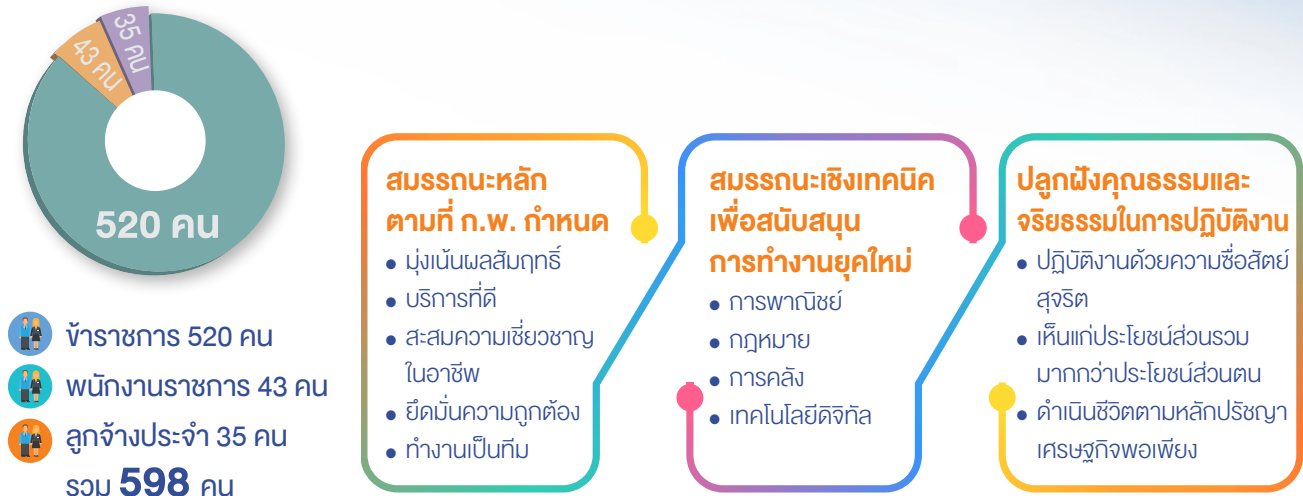 35 คน
43 คน
520 คน
ข้าราชการ 520 คน
พนักงานราชการ 43 คน
ลูกจ้างประจำ 35 คน
รวม 598 คน
สมรรถนะหลัก
ตามที่ ก.พ. กำหนด
• มุ่งเน้นผลสัมฤทธิ์
• บริการที่ดี
• สะสมความเชี่ยวชาญ
ในอาชีพ
• ยึดมั่นความถูกต้อง
• ทำงานเป็นทีม
สมรรถนะเชิงเทคนิค
เพื่อสนับสนุน
การทำงานยุคใหม่
• การพาณิชย์
• กฎหมาย
• การคลัง
• เทคโนโลยีดิจิทัล
ปลูกฝังคุณธรรมและ
จริยธรรมในการปฏิบัติงาน
• ปฏิบัติงานด้วยความซื่อสัตย์
สุจริต
• เห็นแก่ประโยชน์ส่วนรวม
มากกว่าประโยชน์ส่วนตน
• ดำเนินชีวิตตามหลักปรัชญา
เศรษฐกิจพอเพียง